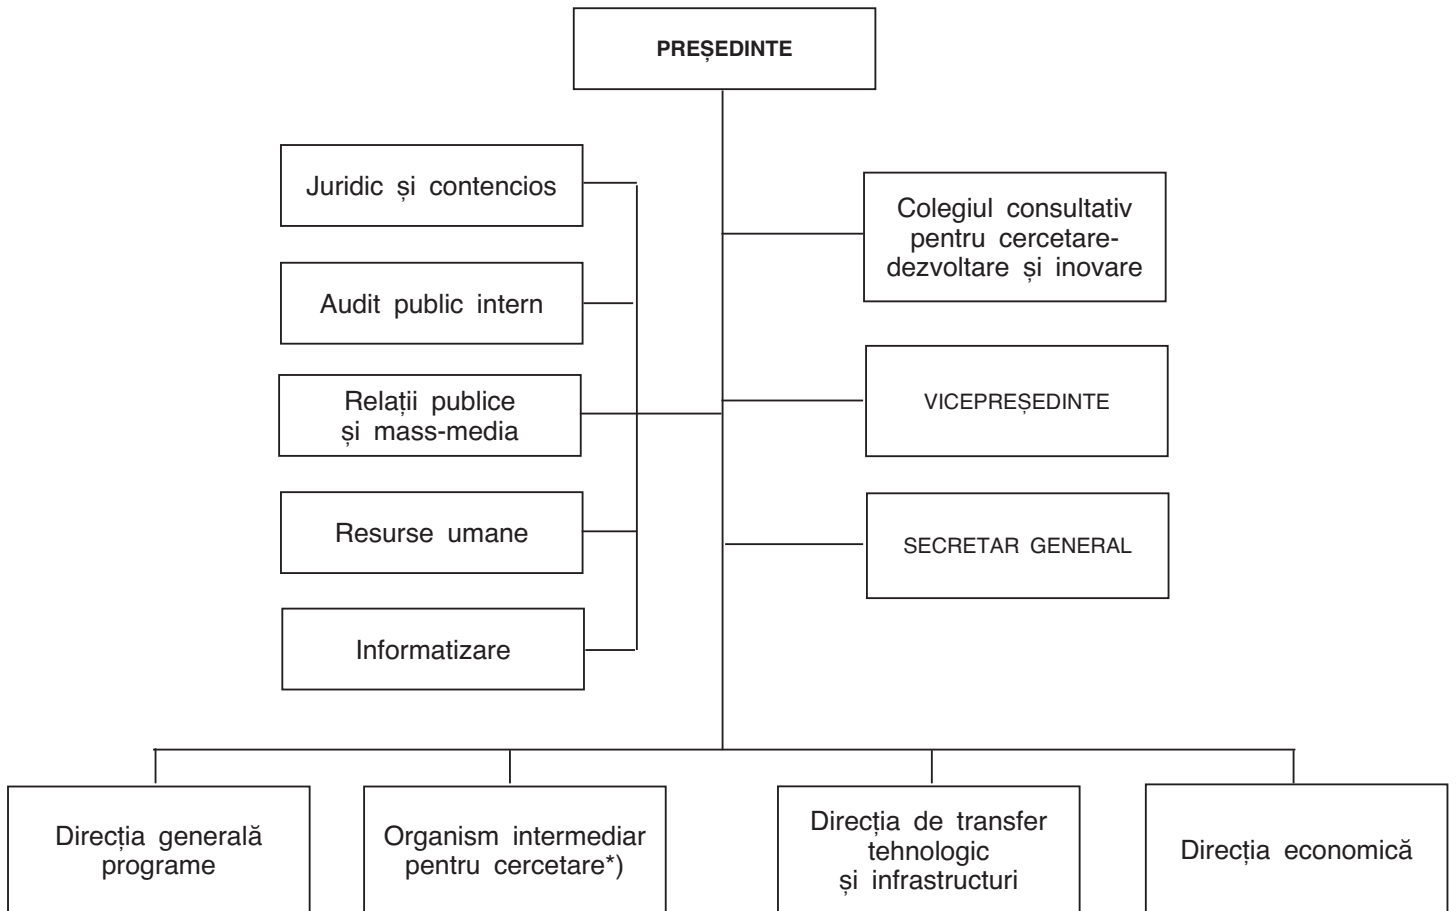 PREȘEDINTE
Juridic și contencios
Colegiul consultativ
pentru cercetare-
dezvoltare și inovare
Audit public intern
Relații publice
și mass-media
VICEPREȘEDINTE
Resurse umane
SECRETAR GENERAL
Informatizare
Direcția generală
programe
Organism intermediar
pentru cercetare*)
Direcția de transfer
tehnologic
și infrastructuri
Direcția economică